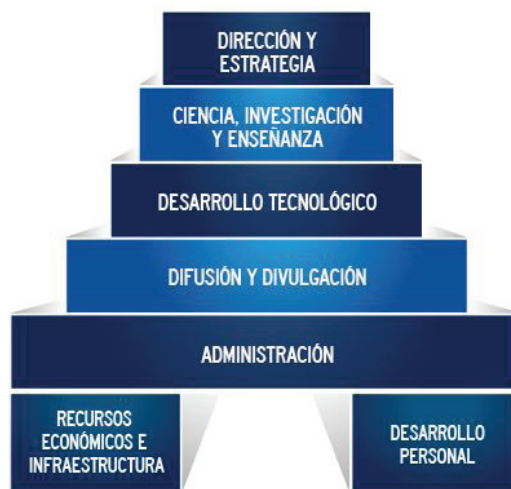 DIRECCIÓN Y
ESTRATEGIA
CIENCIA, INVESTIGACIÓN
Y ENSEÑANZA
DESARROLLO TECNOLÓGICO
DIFUSIÓN Y DIVULGACIÓN
ADMINISTRACIÓN
RECURSOS
ECONÓMICOS E
INFRAESTRUCTURA
DESARROLLO
PERSONAL